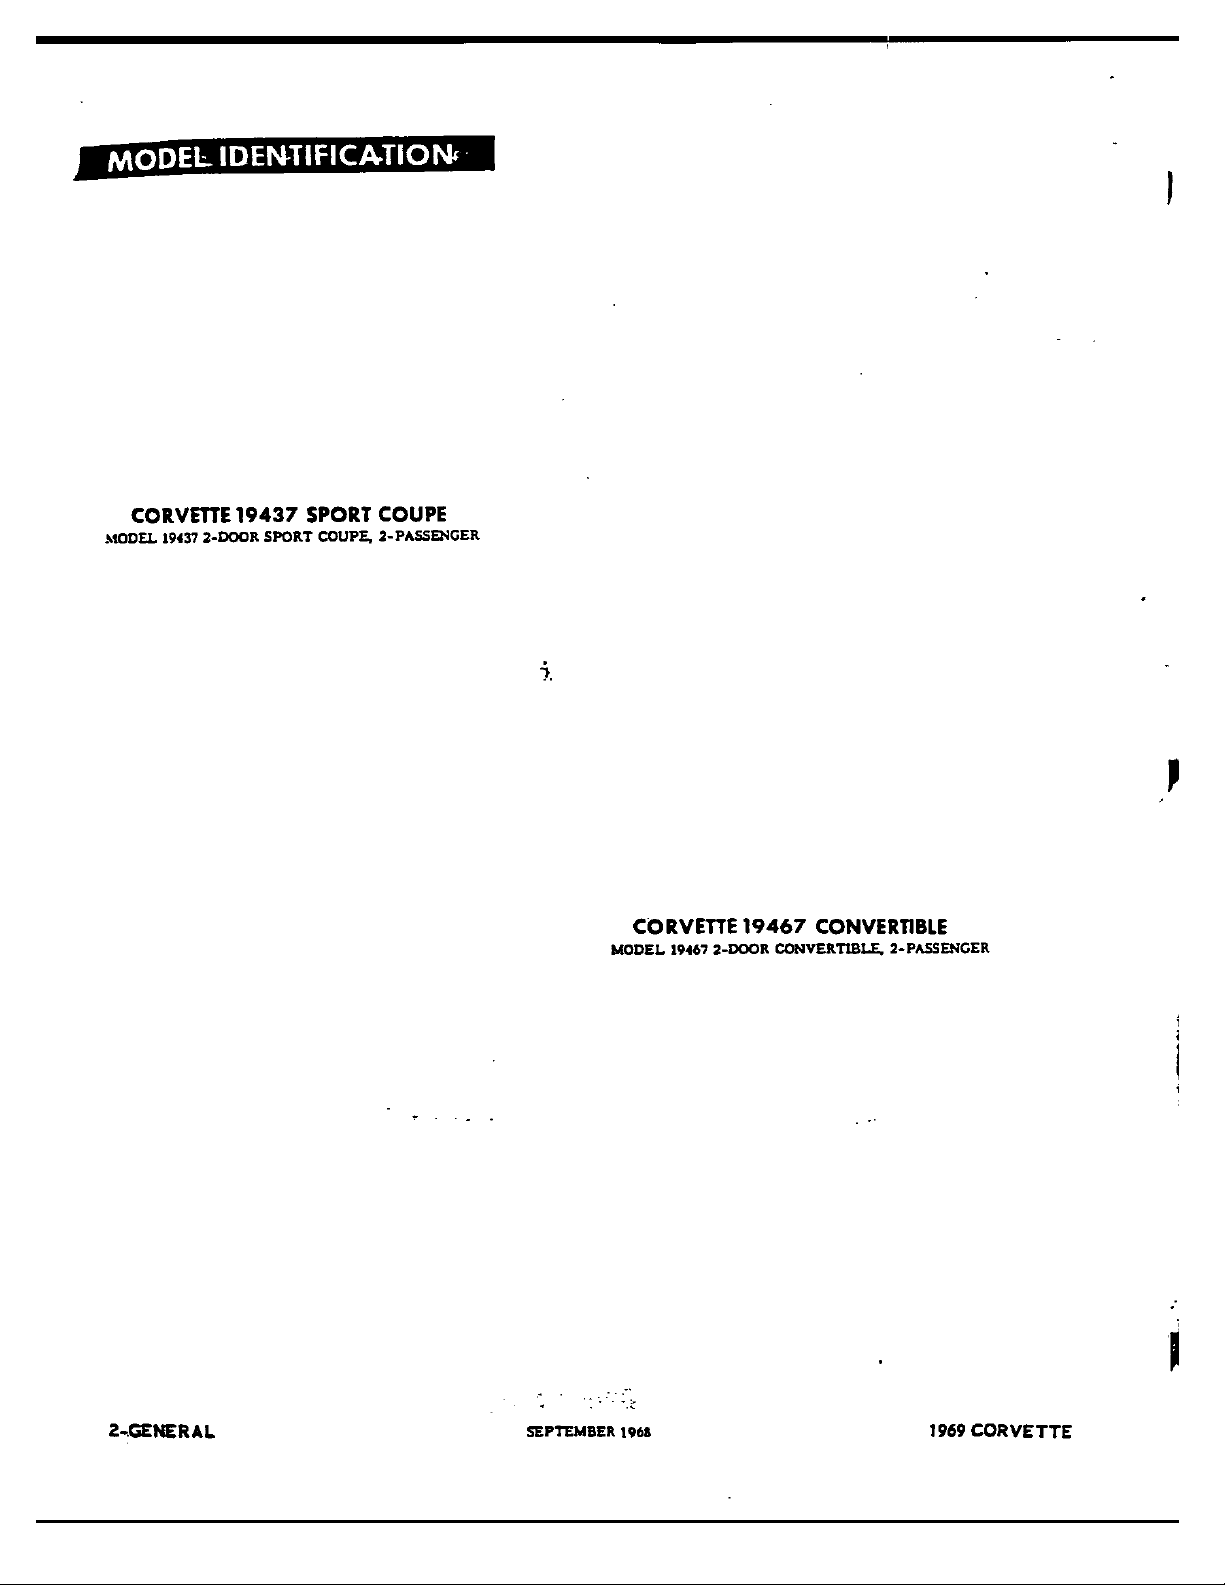 MODEL IDENTIFICATION
CORVETTE 19437 SPORT COUPE
MODEL 19437 2-DOOR SPORT COUPE, 2-PASSENGER
CORVETTE 19467 CONVERTIBLE
MODEL 19467 2-DOOR CONVERTIBLE, 2-PASSENGER
2-GENERAL
SEPTEMBER 1968
1969 CORVETTE